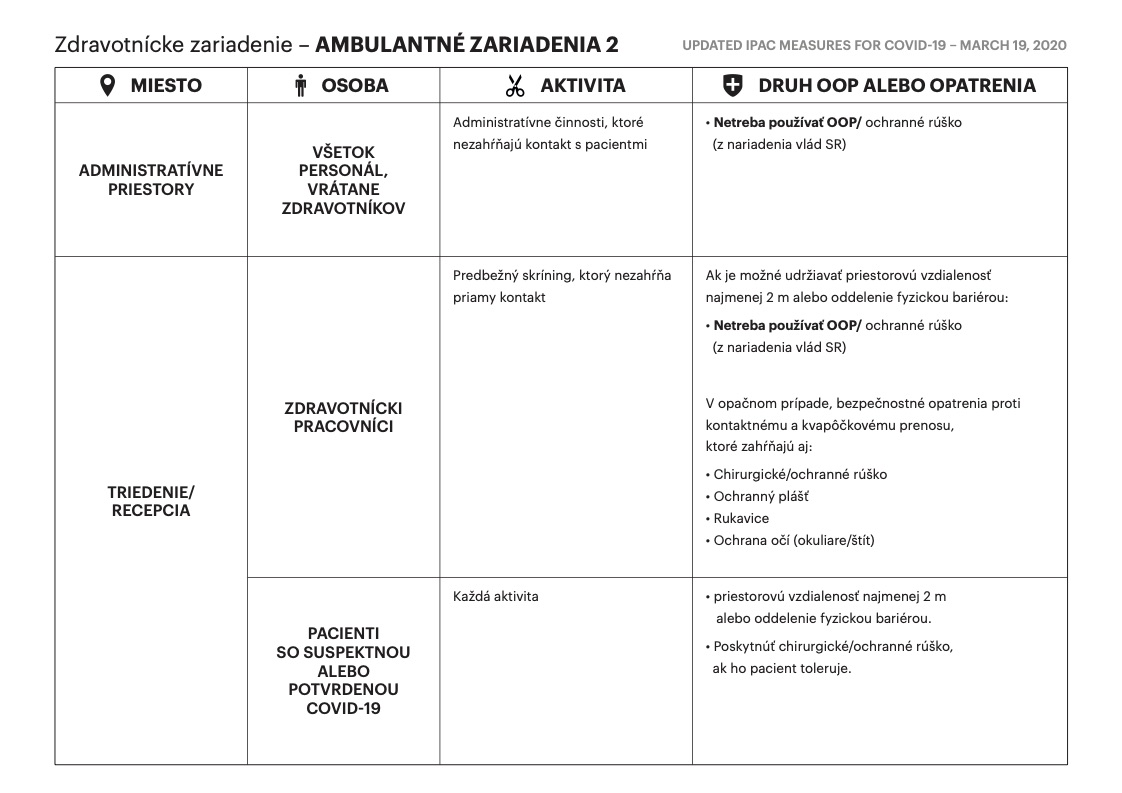 Zdravotnícke zariadenie – AMBULANTNÉ ZARIADENIA 2
UPDATED IPAC MEASURES FOR COVID-19 – MARCH 19, 2020
MIESTO
OSOBA
AKTIVITA
DRUH OOP ALEBO OPATRENIA
ADMINISTRATÍVNE
PRIESTORY
VŠETOK
PERSONÁL,
VRÁTANE
ZDRAVOTNÍKOV
Administratívne činnosti, ktoré
nezahŕňajú kontakt s pacientmi
• Netreba používať OOP/ ochranné rúško
(z nariadenia vlád SR)
TRIEDENIE/
RECEPCIA
ZDRAVOTNÍCKI
PRACOVNÍCI
Predbežný skríning, ktorý nezahŕňa
priamy kontakt
Ak je možné udržiavať priestorovú vzdialenosť
najmenej 2 m alebo oddelenie fyzickou bariérou:
• Netreba používať OOP/ ochranné rúško
(z nariadenia vlád SR)
V opačnom prípade, bezpečnostné opatrenia proti
kontaktnému a kvapôčkovému prenosu,
ktoré zahŕňajú aj:
• Chirurgické/ochranné rúško
• Ochranný plášť
• Rukavice
• Ochrana očí (okuliare/štít)
PACIENTI
SO SUSPEKTNOU
ALEBO
POTVRDENOU
COVID-19
Každá aktivita
• priestorovú vzdialenosť najmenej 2 m
alebo oddelenie fyzickou bariérou.
• Poskytnúť chirurgické/ochranné rúško,
ak ho pacient toleruje.